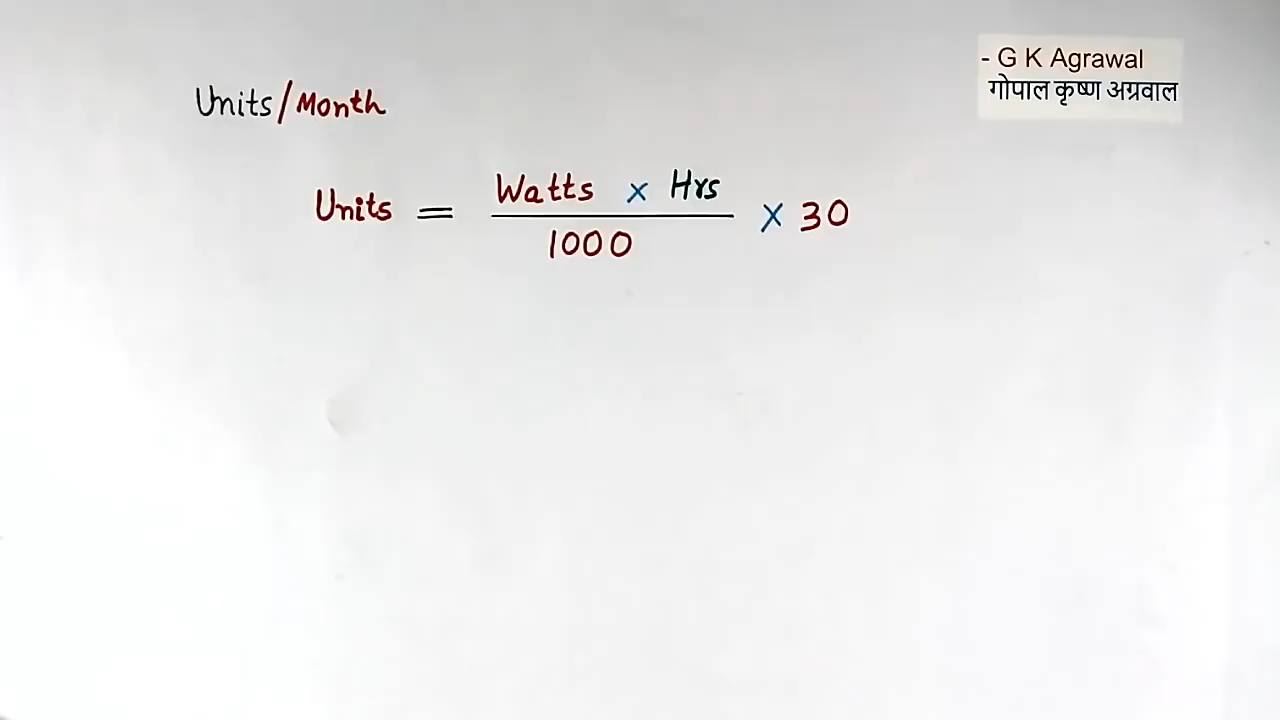 - G K Agrawal
गोपाल कृष्ण अग्रवाल
Units/Month
Units = Watts × Hrs / 1000 × 30